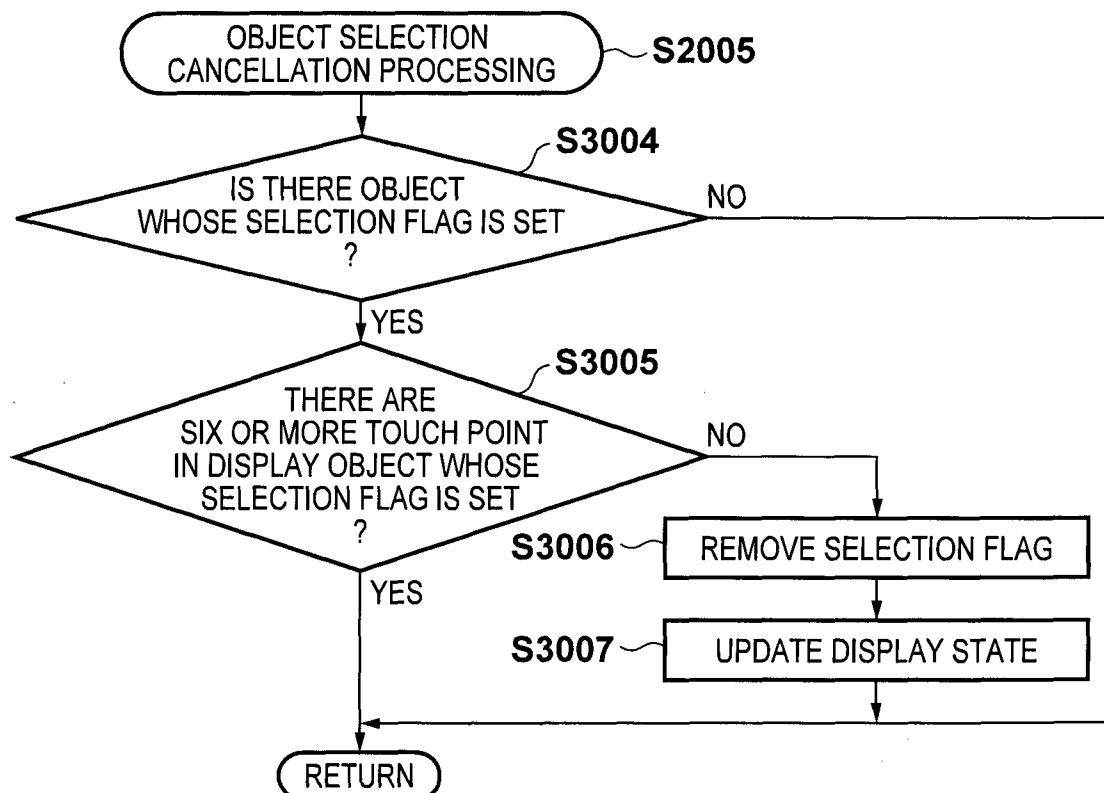 OBJECT SELECTION
CANCELLATION PROCESSING
S2005
S3004
IS THERE OBJECT
WHOSE SELECTION FLAG IS SET
?
NO
YES
S3005
THERE ARE
SIX OR MORE TOUCH POINT
IN DISPLAY OBJECT WHOSE
SELECTION FLAG IS SET
?
NO
YES
S3006
REMOVE SELECTION FLAG
S3007
UPDATE DISPLAY STATE
RETURN